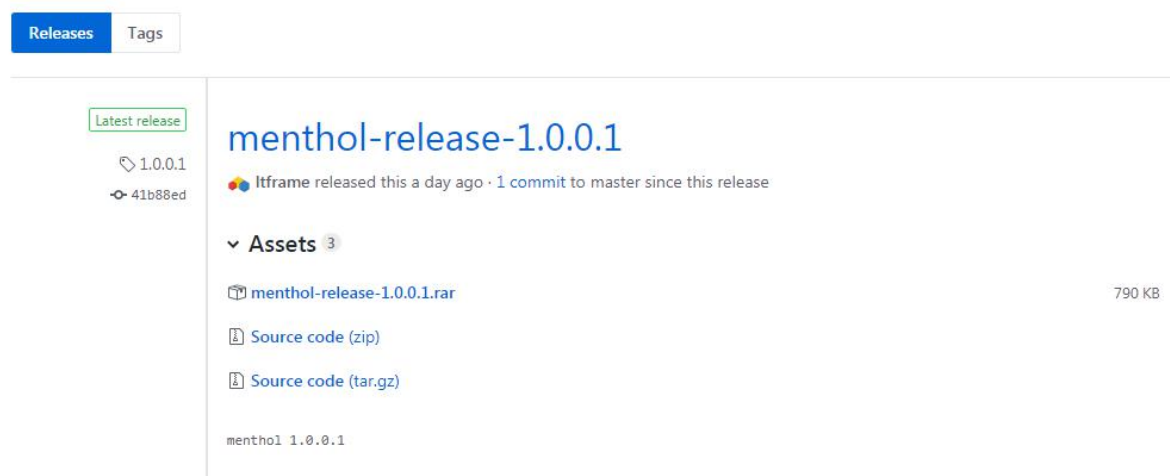 Releases Tags
Latest release
1.0.0.1
41b88ed
menthol-release-1.0.0.1
ltframe released this a day ago · 1 commit to master since this release
Assets 3
menthol-release-1.0.0.1.rar 790 KB
Source code (zip)
Source code (tar.gz)
menthol 1.0.0.1